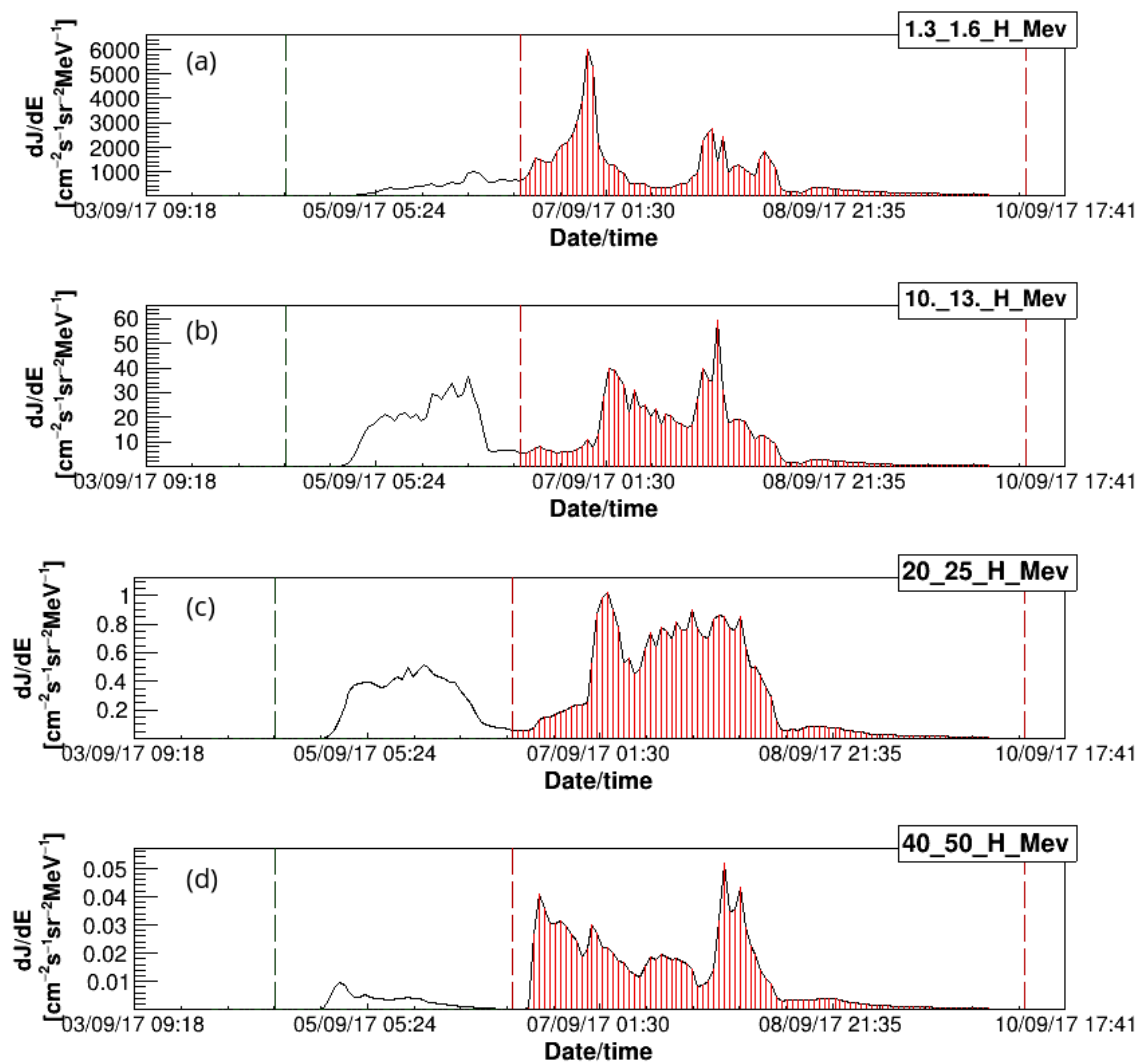 1.3_1.6_H_Mev
(a)
dJ/dE
[cm⁻²s⁻¹sr⁻²MeV⁻¹]
6000
5000
4000
3000
2000
1000
03/09/17 09:18 05/09/17 05:24 07/09/17 01:30 08/09/17 21:35 10/09/17 17:41
Date/time
10._13._H_Mev
(b)
dJ/dE
[cm⁻²s⁻¹sr⁻²MeV⁻¹]
60
50
40
30
20
10
03/09/17 09:18 05/09/17 05:24 07/09/17 01:30 08/09/17 21:35 10/09/17 17:41
Date/time
20_25_H_Mev
(c)
dJ/dE
[cm⁻²s⁻¹sr⁻²MeV⁻¹]
1
0.8
0.6
0.4
0.2
03/09/17 09:18 05/09/17 05:24 07/09/17 01:30 08/09/17 21:35 10/09/17 17:41
Date/time
40_50_H_Mev
(d)
dJ/dE
[cm⁻²s⁻¹sr⁻²MeV⁻¹]
0.05
0.04
0.03
0.02
0.01
03/09/17 09:18 05/09/17 05:24 07/09/17 01:30 08/09/17 21:35 10/09/17 17:41
Date/time